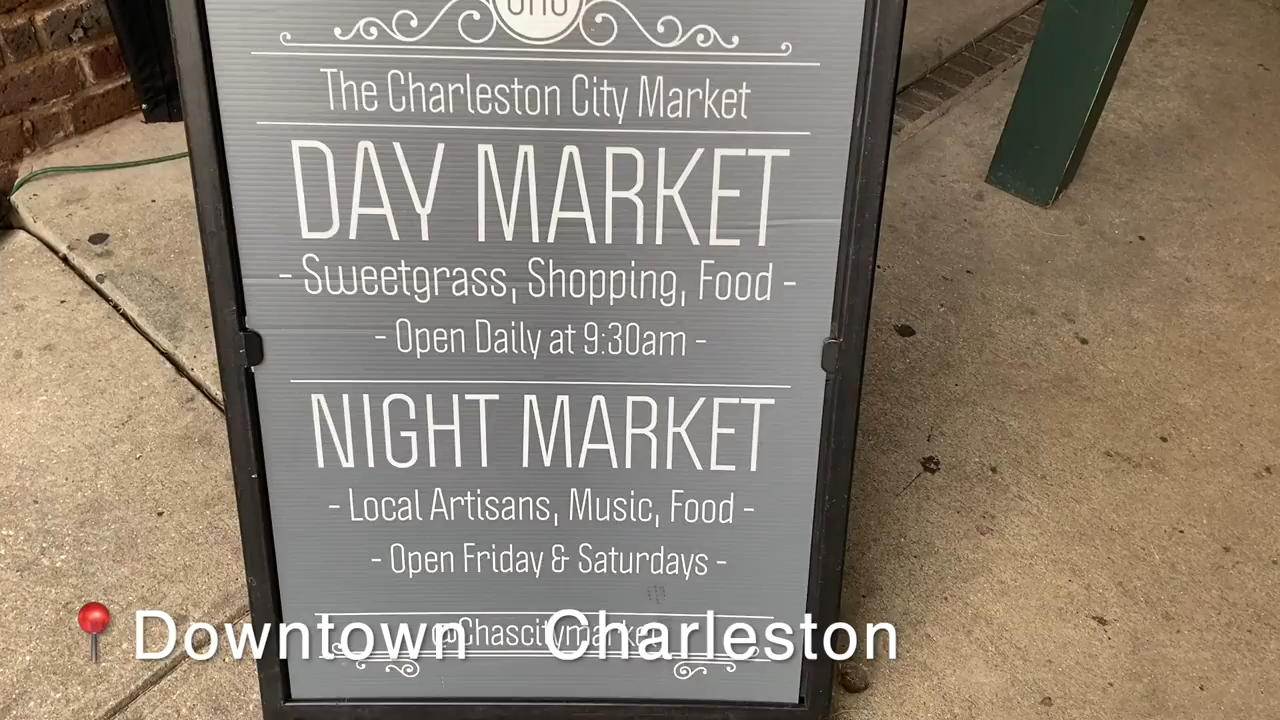 The Charleston City Market
DAY MARKET
- Sweetgrass, Shopping, Food -
- Open Daily at 9:30am -
NIGHT MARKET
- Local Artisans, Music, Food -
- Open Friday & Saturdays -
@Chascitymarket
Downtown Charleston